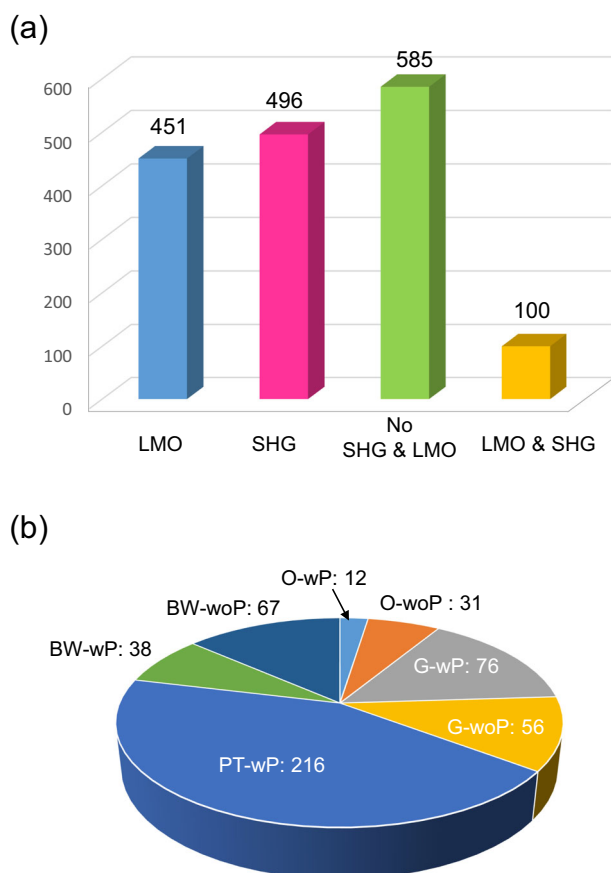 (a)
600
500
400
300
200
100
0
451
496
585
100
LMO
SHG
No
SHG & LMO
LMO & SHG
(b)
O-wP: 12
O-woP : 31
BW-woP: 67
BW-wP: 38
G-wP: 76
G-woP: 56
PT-wP: 216